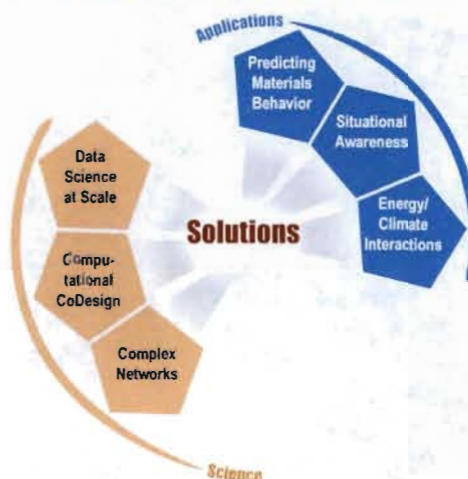 Applications
Predicting
Materials
Behavior
Situational
Awareness
Energy/
Climate
Interactions
Solutions
Data
Science
at Scale
Compu-
tational
CoDesign
Complex
Networks
Science